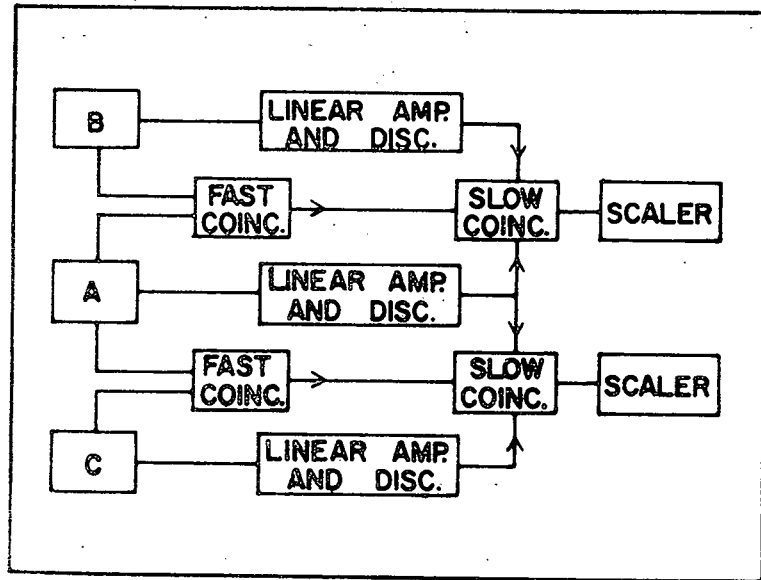 B
LINEAR AMP.
AND DISC.
FAST
COINC.
SLOW
COINC.
SCALER
A
LINEAR AMP.
AND DISC.
FAST
COINC.
SLOW
COINC.
SCALER
C
LINEAR AMP.
AND DISC.